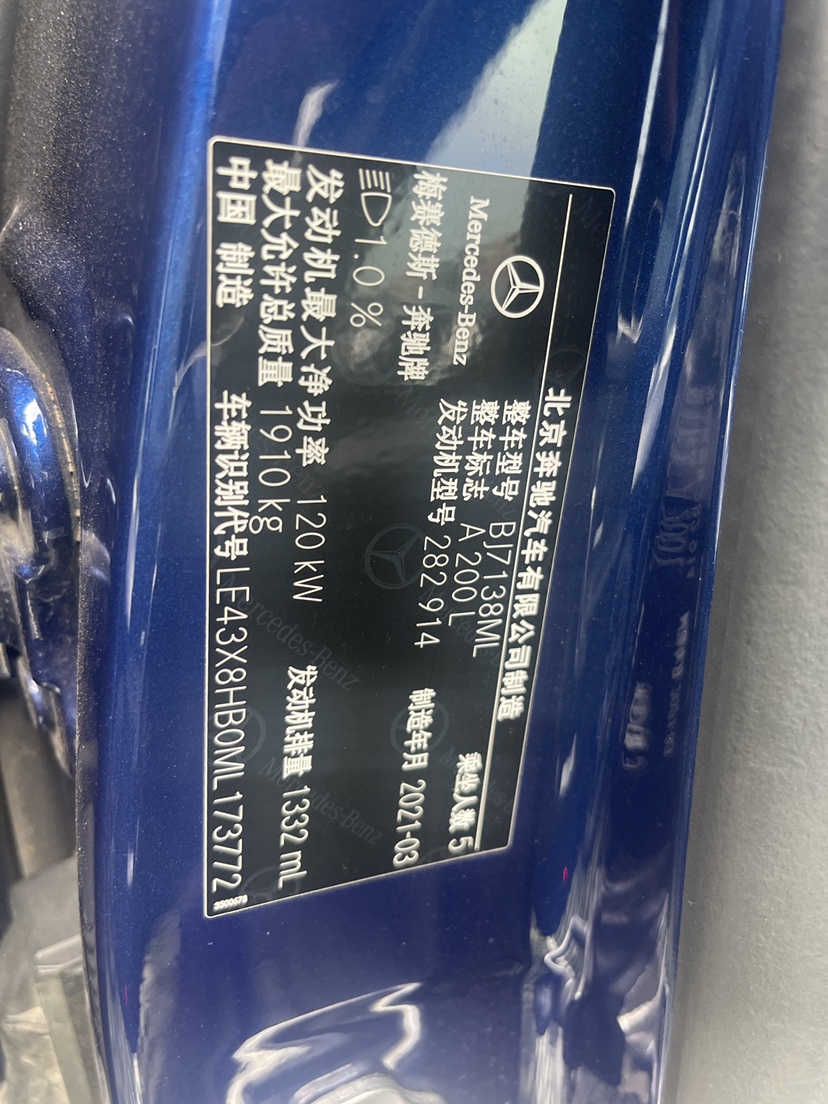 北京奔驰汽车有限公司制造
Mercedes-Benz
梅赛德斯-奔驰牌
整车型号 BJ7138ML
整车标志 A 200 L
乘坐人数 5
发动机型号 282 914
制造年月 2021-03
1.0 %
发动机最大净功率 120 kW
发动机排量 1332 mL
最大允许总质量 1910 kg
中国 制造
车辆识别代号 LE43X8HB0ML173772